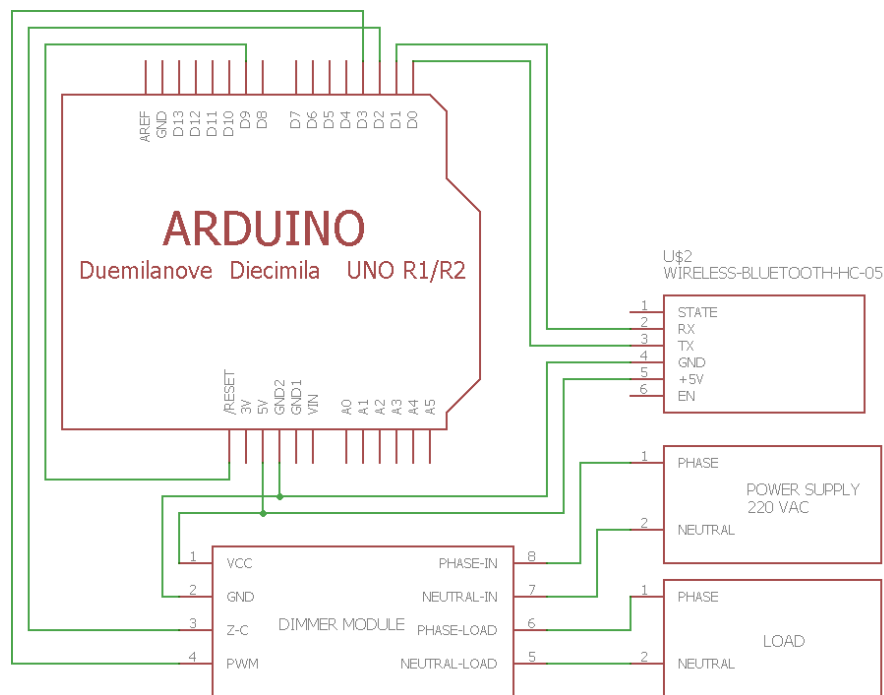 AREF
GND
D13
D12
D11
D10
D9
D8
D7
D6
D5
D4
D3
D2
D1
D0
ARDUINO
Duemilanove Diecimila UNO R1/R2
/RESET
3V
5V
GND2
GND1
VIN
A0
A1
A2
A3
A4
A5
U$2
WIRELESS-BLUETOOTH-HC-05
1 STATE
2 RX
3 TX
4 GND
5 +5V
6 EN
1 PHASE
POWER SUPPLY
220 VAC
2 NEUTRAL
1 VCC
2 GND
3 Z-C
4 PWM
DIMMER MODULE
PHASE-IN 8
NEUTRAL-IN 7
PHASE-LOAD 6
NEUTRAL-LOAD 5
1 PHASE
LOAD
2 NEUTRAL